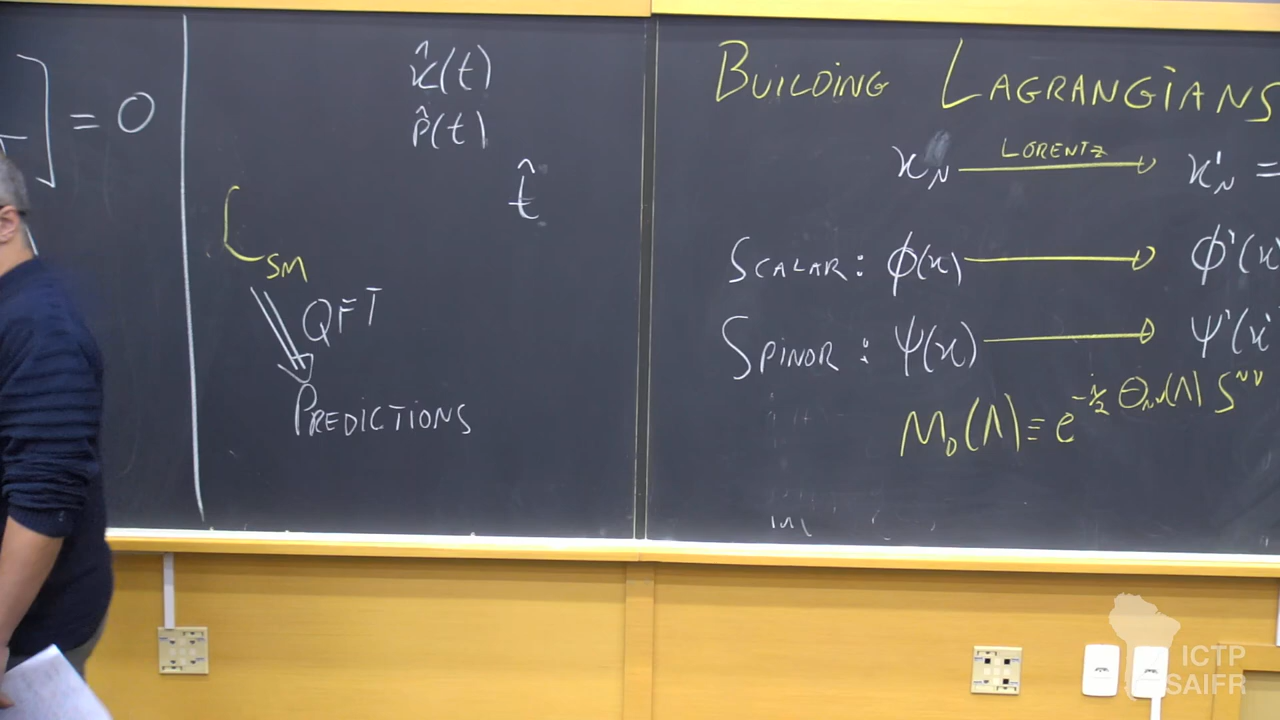 ] = 0
x̂(t)
p̂(t)
t̂
L_SM
QFT
PREDICTIONS
BUILDING LAGRANGIANS
x_μ LORENTZ → x'_μ =
SCALAR: ϕ(x) → ϕ'(x
SPINOR: ψ(x) → ψ'(x'
M_D(Λ) ≡ e^{-i/2 Θ_μν(Λ) S^μν}
ICTP
SAIFR